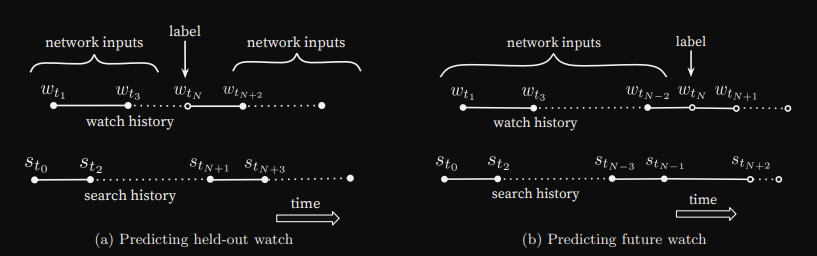 network inputs
label
network inputs
w_{t_1} w_{t_3} w_{t_N} w_{t_{N+2}}
watch history
s_{t_0} s_{t_2} s_{t_{N+1}} s_{t_{N+3}}
search history
time
(a) Predicting held-out watch
network inputs
label
w_{t_1} w_{t_3} w_{t_{N-2}} w_{t_N} w_{t_{N+1}}
watch history
s_{t_0} s_{t_2} s_{t_{N-3}} s_{t_{N-1}} s_{t_{N+2}}
search history
time
(b) Predicting future watch